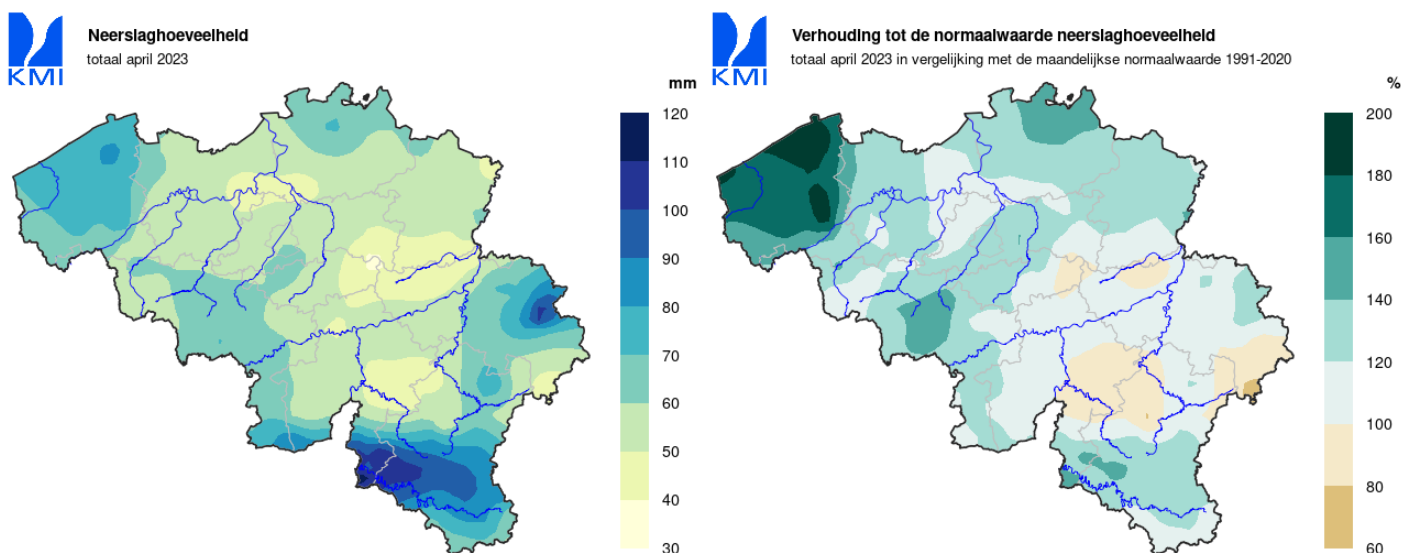 KMI
Neerslaghoeveelheid
totaal april 2023
mm
120
110
100
90
80
70
60
50
40
30
KMI
Verhouding tot de normaalwaarde neerslaghoeveelheid
totaal april 2023 in vergelijking met de maandelijkse normaalwaarde 1991-2020
%
200
180
160
140
120
100
80
60